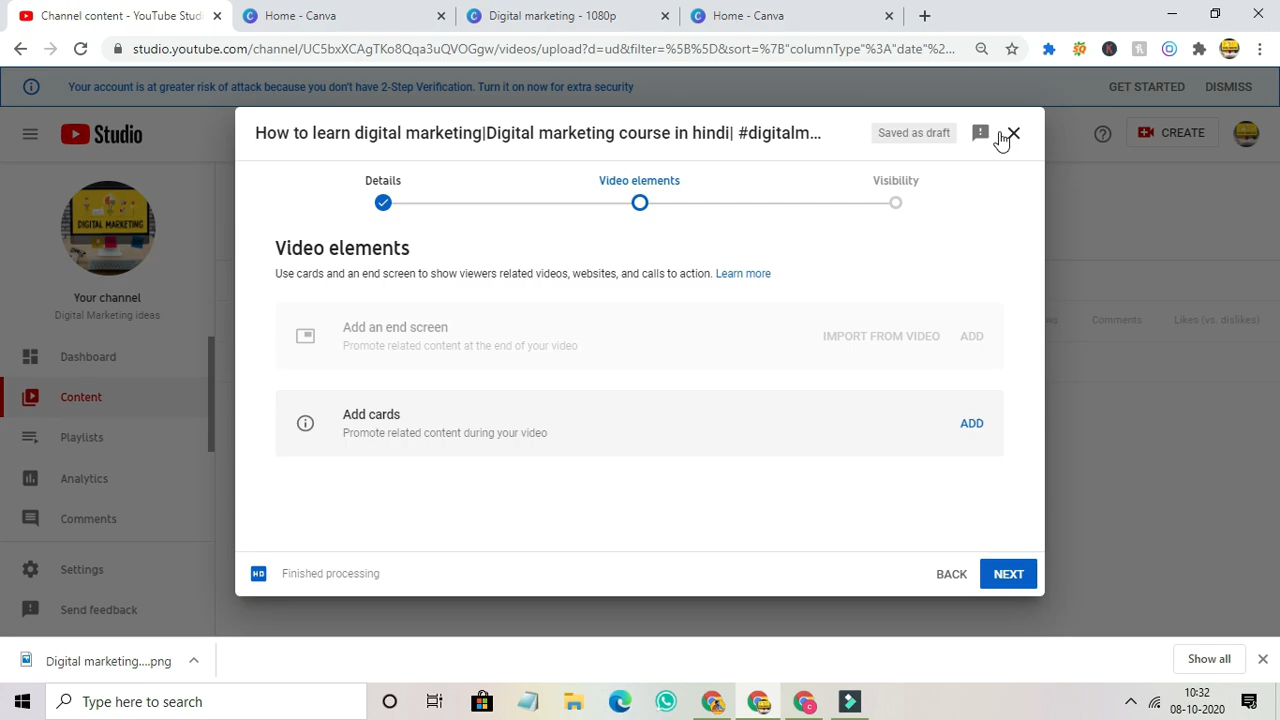 Content - YouTube Studi
Home - Canva
Digital marketing - 1080p
Home - Canva
studio.youtube.com/channel/UC5bxXCAgTKo8Qqa3uQVOGgw/videos/upload?d=ud&filter=%5B%5D&sort=%7B"columnType"%3A"date"%2...
Your account is at greater risk of attack because you don't have 2-Step Verification. Turn it on now for extra security
GET STARTED
DISMISS
Studio
CREATE
How to learn digital marketing|Digital marketing course in hindi| #digitalm...
Saved as draft
Details
Video elements
Visibility
DIGITAL MARKETING
Video elements
Use cards and an end screen to show viewers related videos, websites, and calls to action. Learn more
Your channel
Digital Marketing ideas
Add an end screen
Promote related content at the end of your video
IMPORT FROM VIDEO
ADD
Comments
Likes (vs. dislikes)
Dashboard
Content
Add cards
Promote related content during your video
ADD
Playlists
Analytics
Comments
Settings
HD
Finished processing
BACK
NEXT
Send feedback
Digital marketing....png
Show all
Type here to search
10:32
08-10-2020